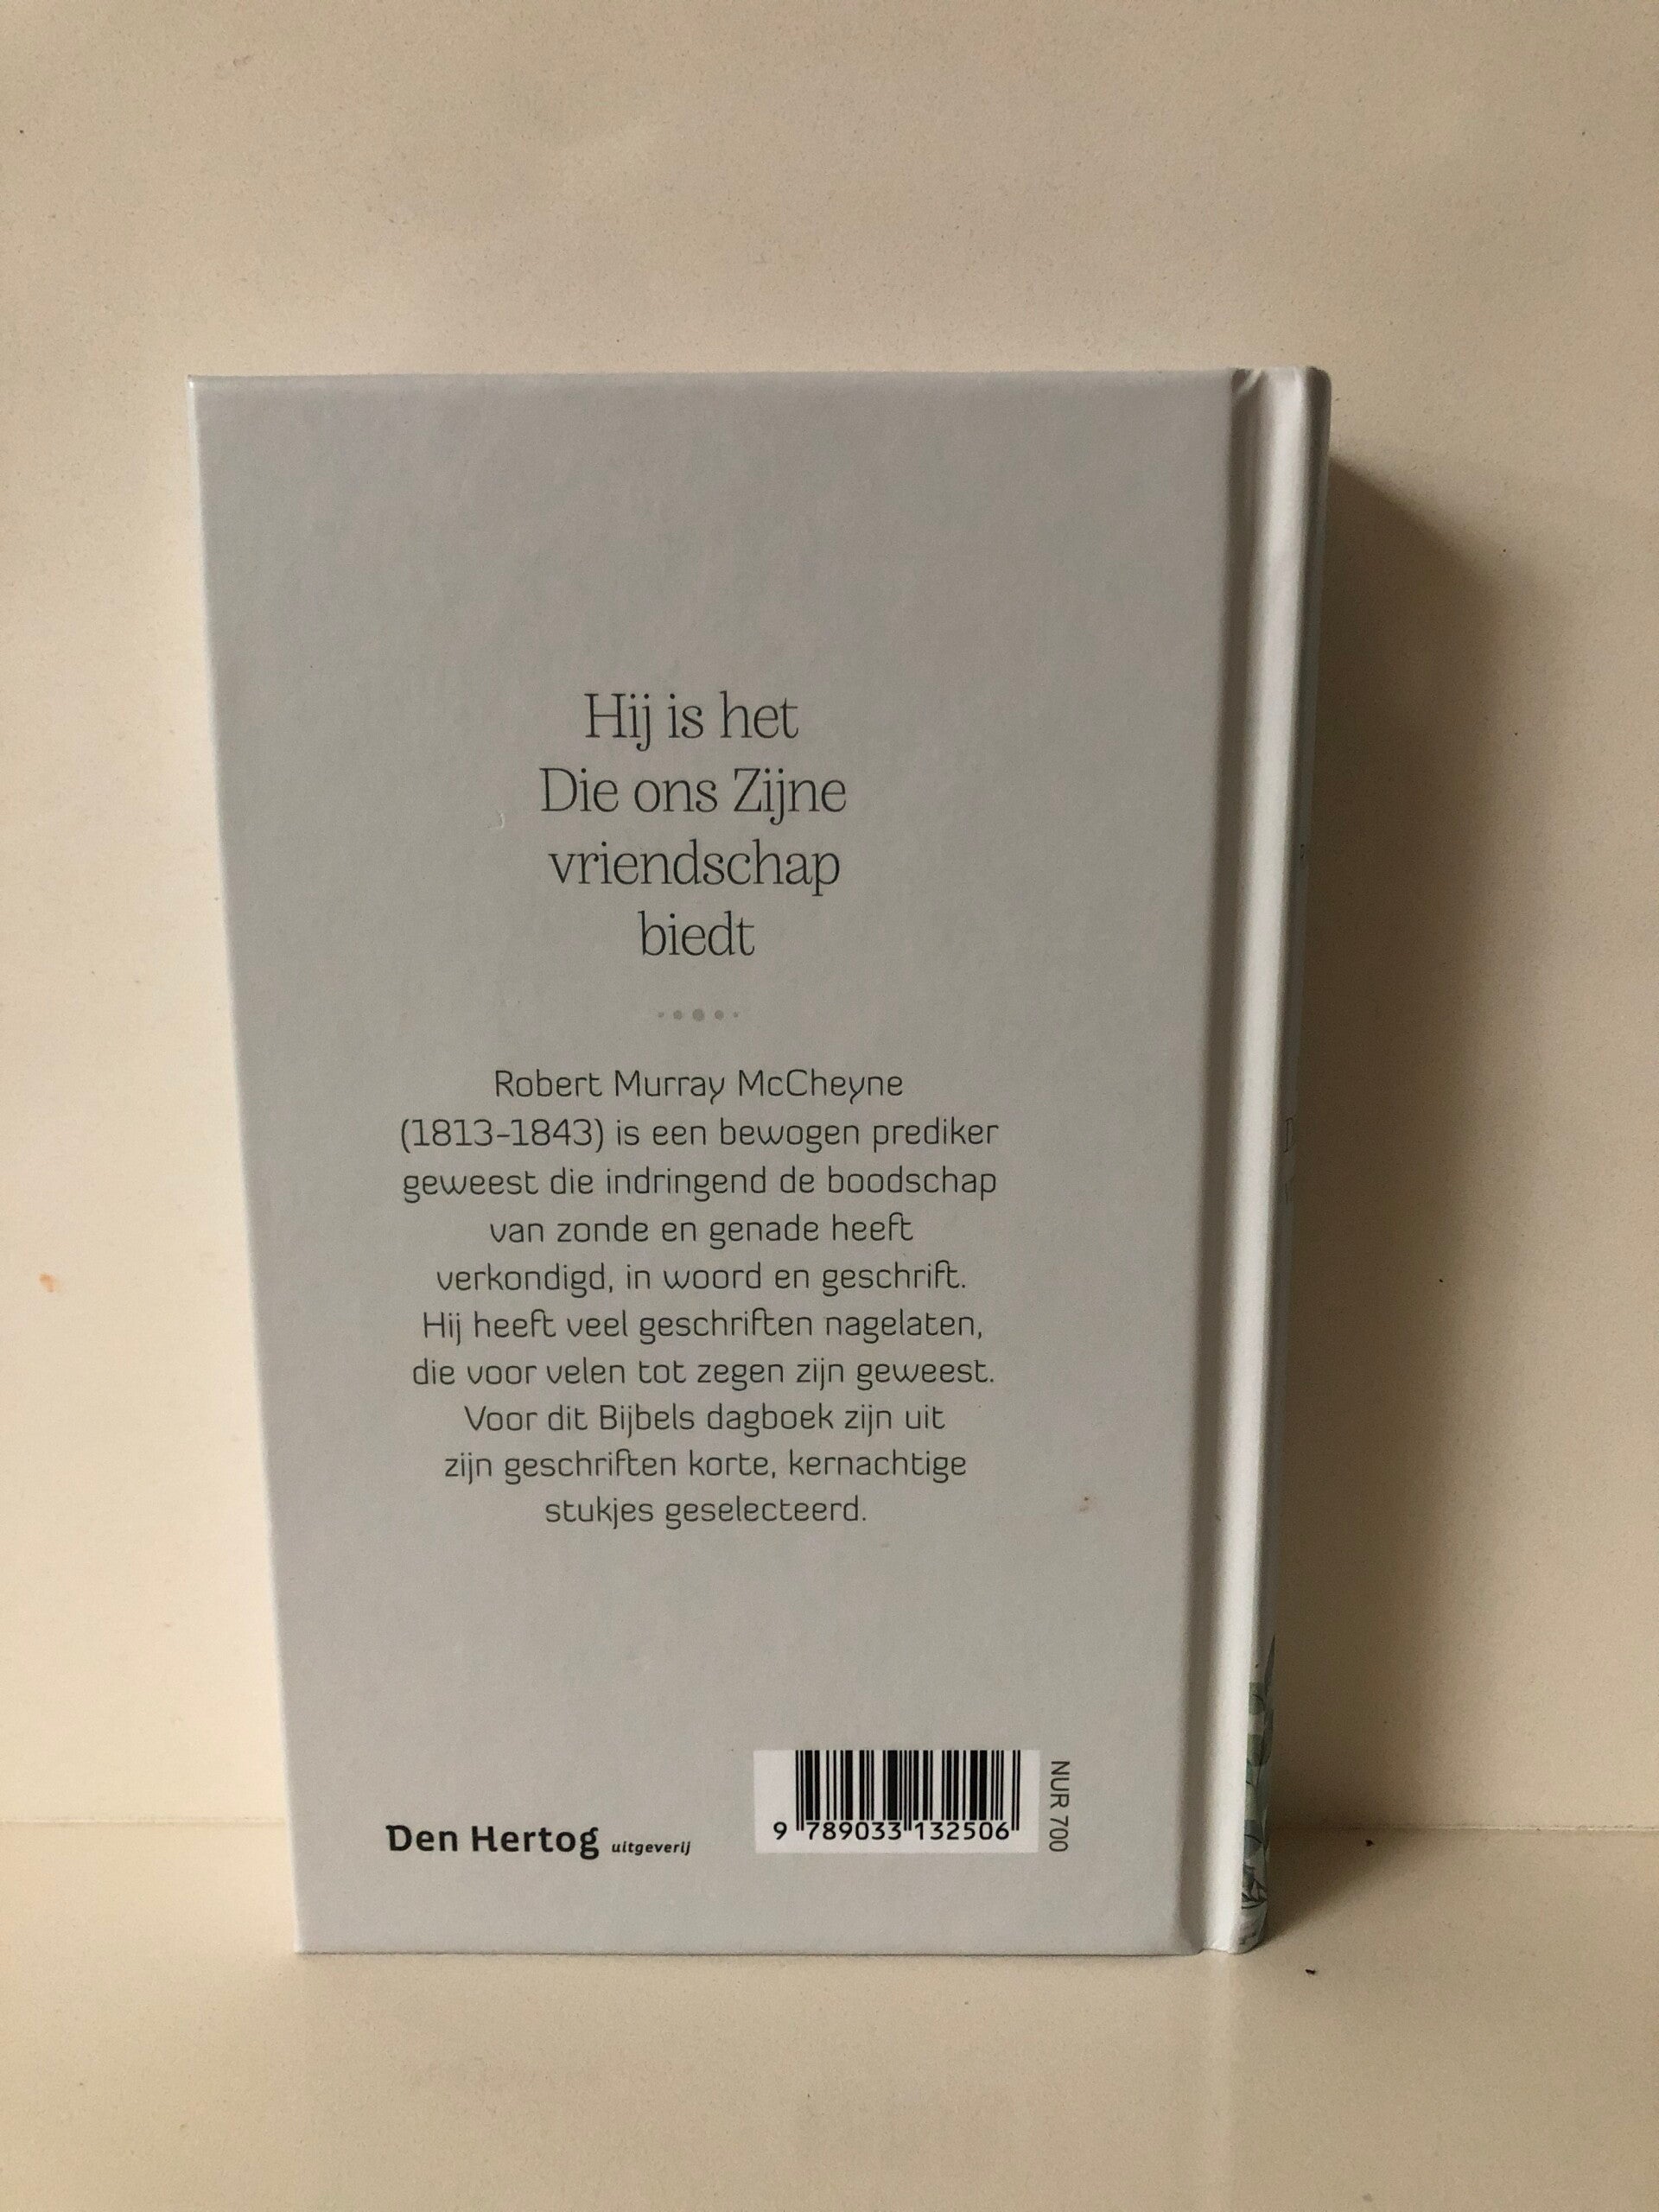 Hij is het
Die ons Zijne
vriendschap
biedt
Robert Murray McCheyne
(1813-1843) is een bewogen prediker
geweest die indringend de boodschap
van zonde en genade heeft
verkondigd, in woord en geschrift.
Hij heeft veel geschriften nagelaten,
die voor velen tot zegen zijn geweest.
Voor dit Bijbels dagboek zijn uit
zijn geschriften korte, kernachtige
stukjes geselecteerd.
Den Hertog uitgeverij
9 789033 132506
NUR 700